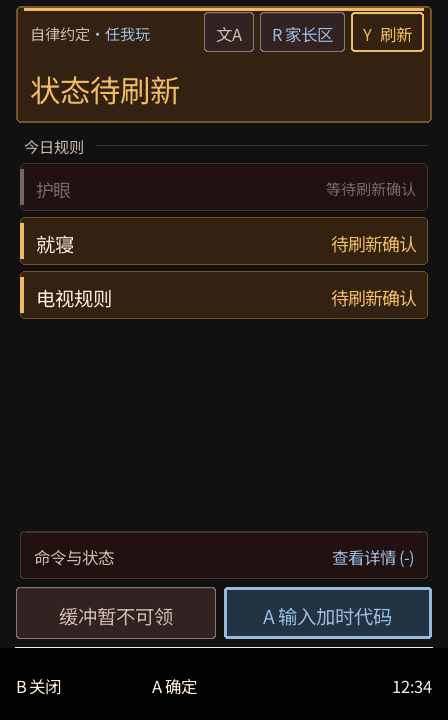 自律约定·任我玩 文A R 家长区 Y 刷新
状态待刷新
今日规则
护眼 等待刷新确认
就寝 待刷新确认
电视规则 待刷新确认
命令与状态 查看详情 (-)
缓冲暂不可领 A 输入加时代码
B 关闭 A 确定 12:34